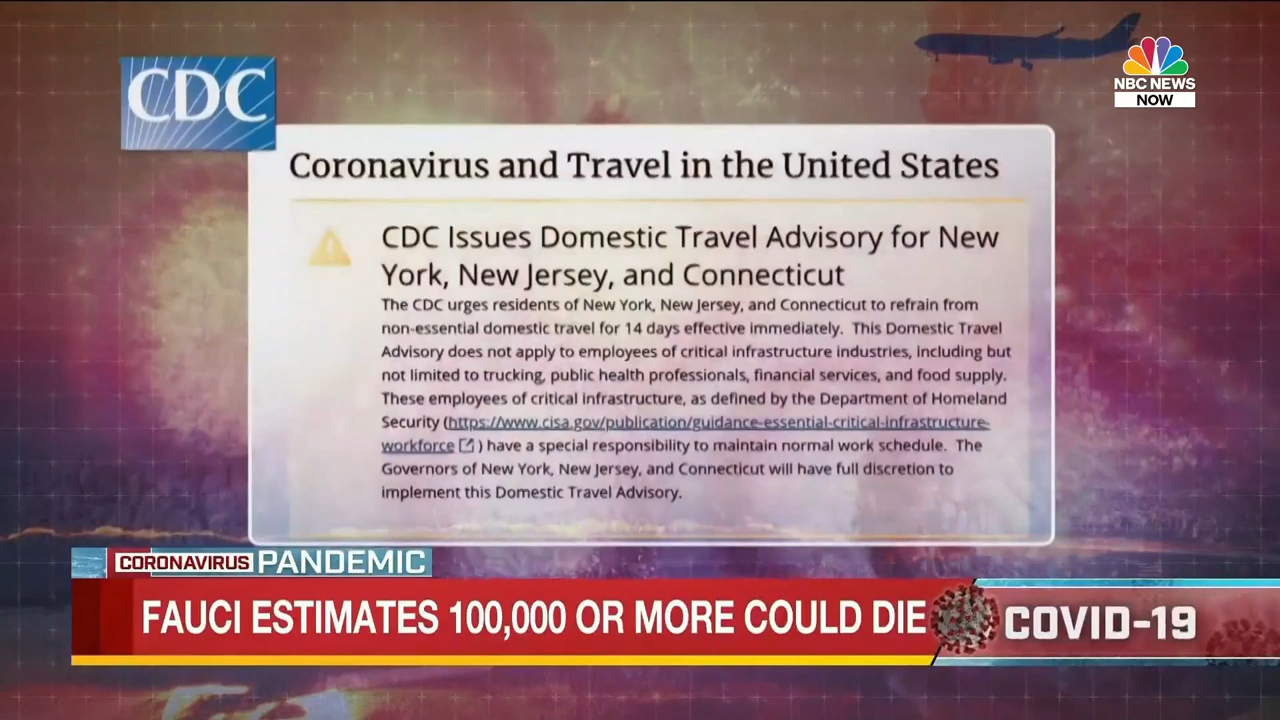 CDC
NBC NEWS
NOW
Coronavirus and Travel in the United States
CDC Issues Domestic Travel Advisory for New
York, New Jersey, and Connecticut
The CDC urges residents of New York, New Jersey, and Connecticut to refrain from
non-essential domestic travel for 14 days effective immediately.  This Domestic Travel
Advisory does not apply to employees of critical infrastructure industries, including but
not limited to trucking, public health professionals, financial services, and food supply.
These employees of critical infrastructure, as defined by the Department of Homeland
Security (https://www.cisa.gov/publication/guidance-essential-critical-infrastructure-
workforce ) have a special responsibility to maintain normal work schedule.  The
Governors of New York, New Jersey, and Connecticut will have full discretion to
implement this Domestic Travel Advisory.
CORONAVIRUS PANDEMIC
FAUCI ESTIMATES 100,000 OR MORE COULD DIE
COVID-19